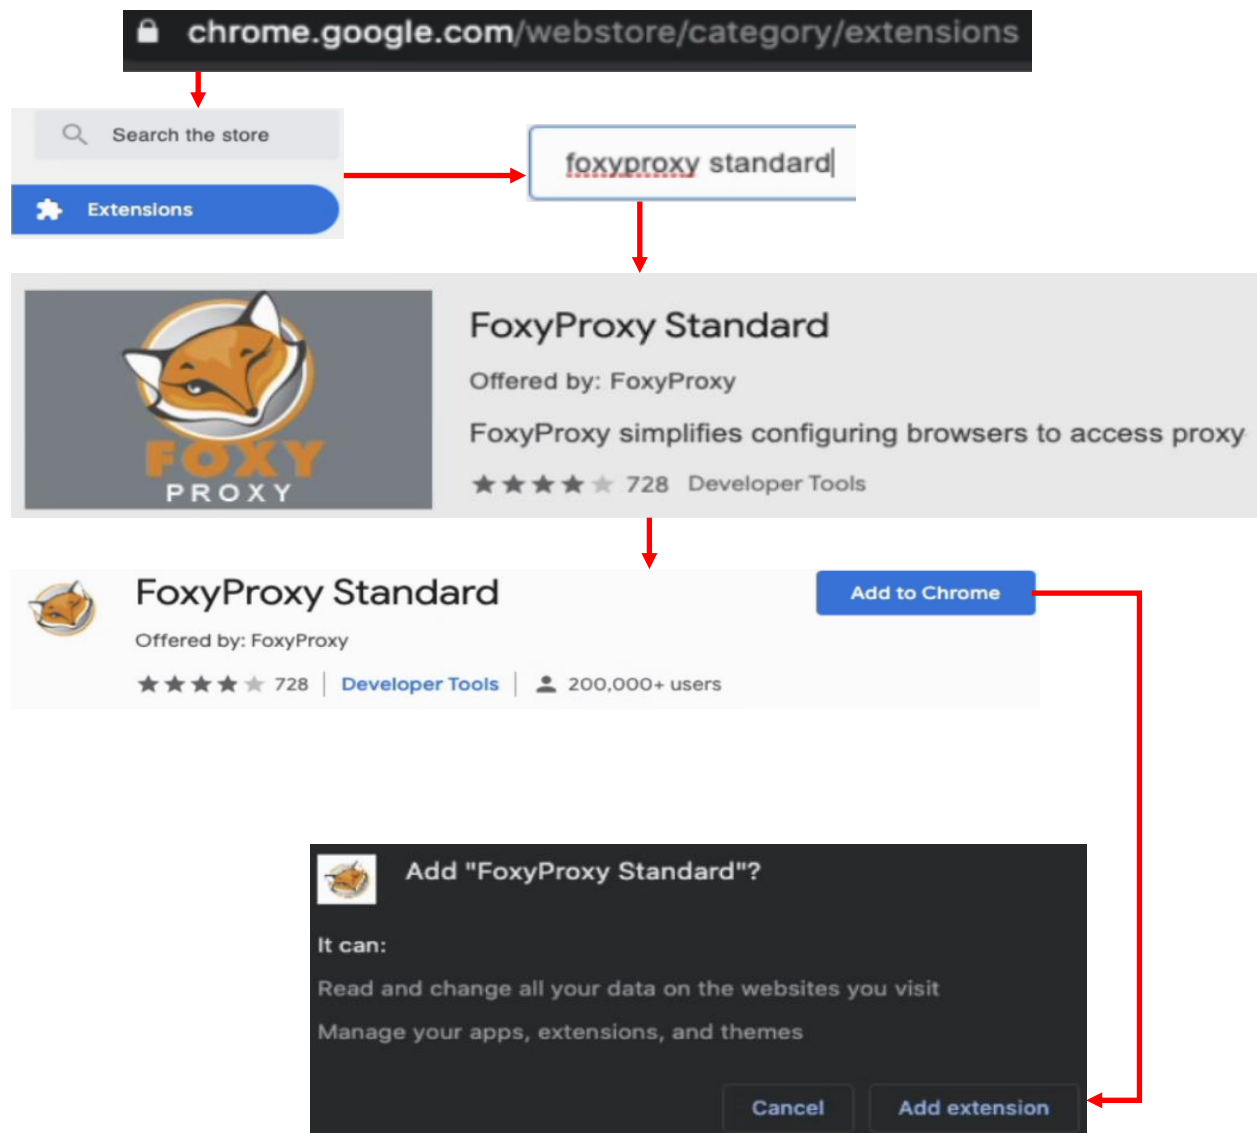 chrome.google.com/webstore/category/extensions
Search the store
Extensions
foxyproxy standard
FOXY
PROXY
FoxyProxy Standard
Offered by: FoxyProxy
FoxyProxy simplifies configuring browsers to access proxy
728 Developer Tools
FoxyProxy Standard
Add to Chrome
Offered by: FoxyProxy
728 Developer Tools 200,000+ users
Add "FoxyProxy Standard"?
It can:
Read and change all your data on the websites you visit
Manage your apps, extensions, and themes
Cancel Add extension